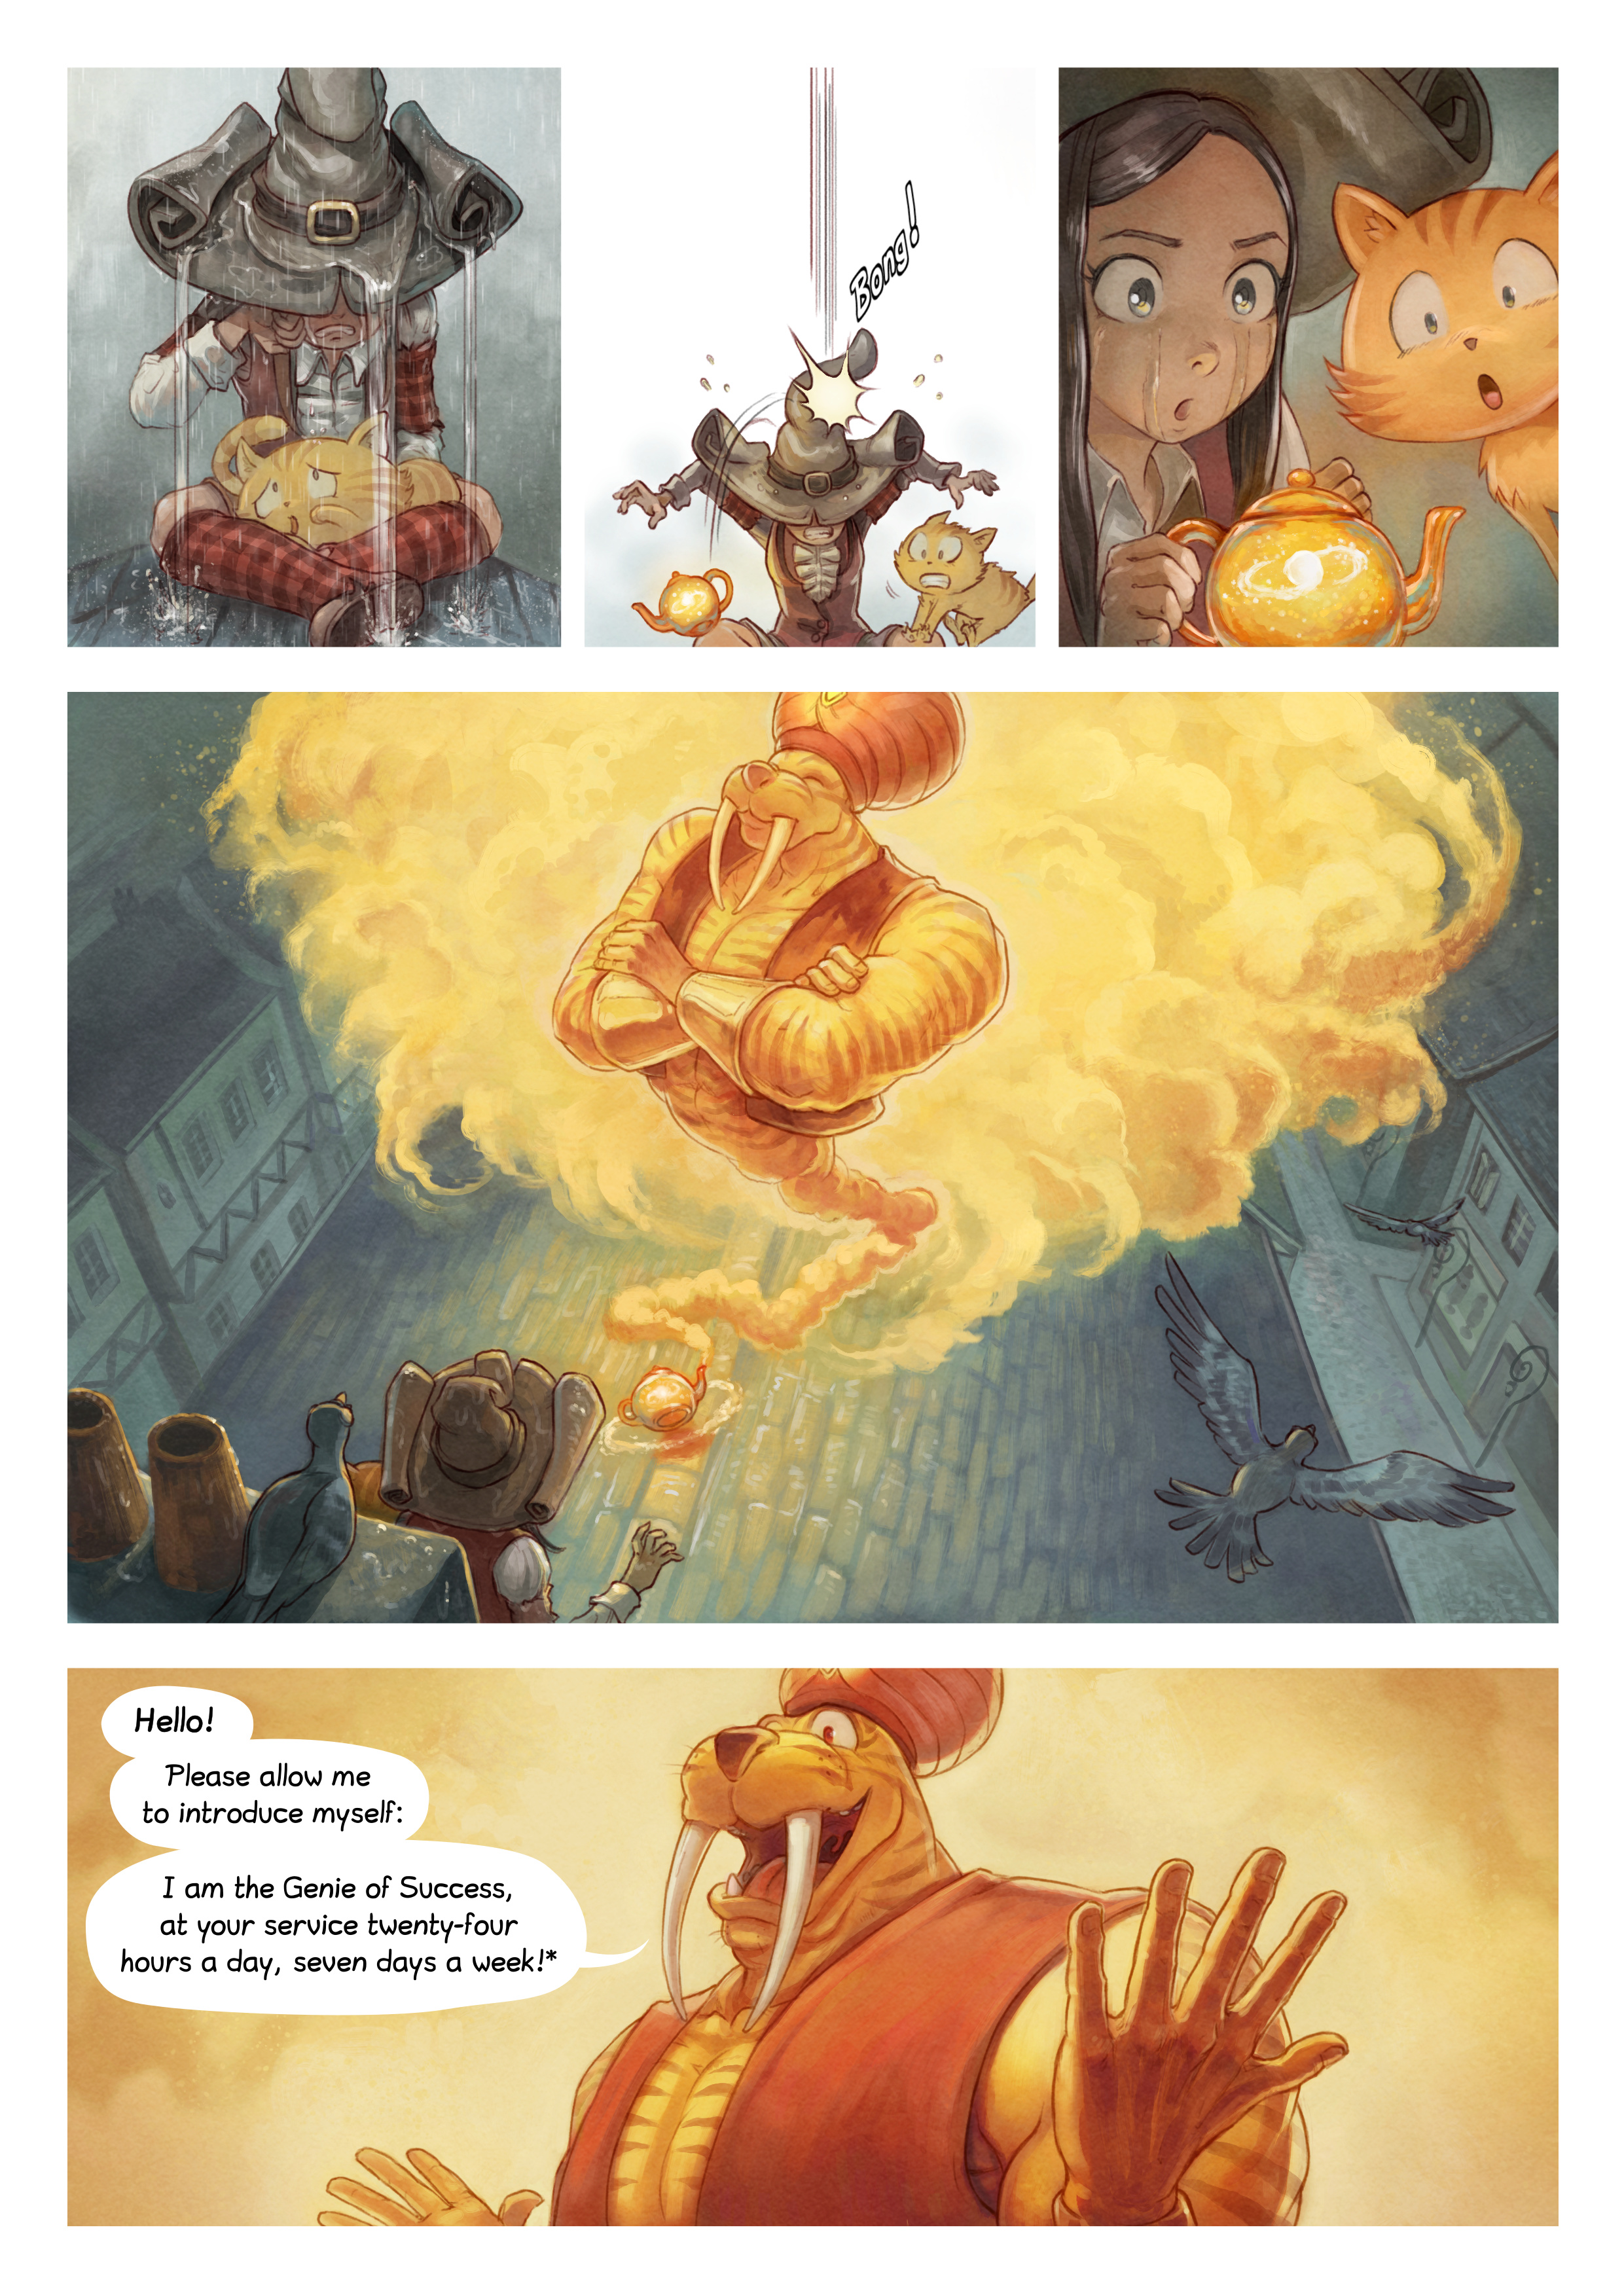 Bong!
Hello!
Please allow me
to introduce myself:
I am the Genie of Success,
at your service twenty-four
hours a day, seven days a week!*